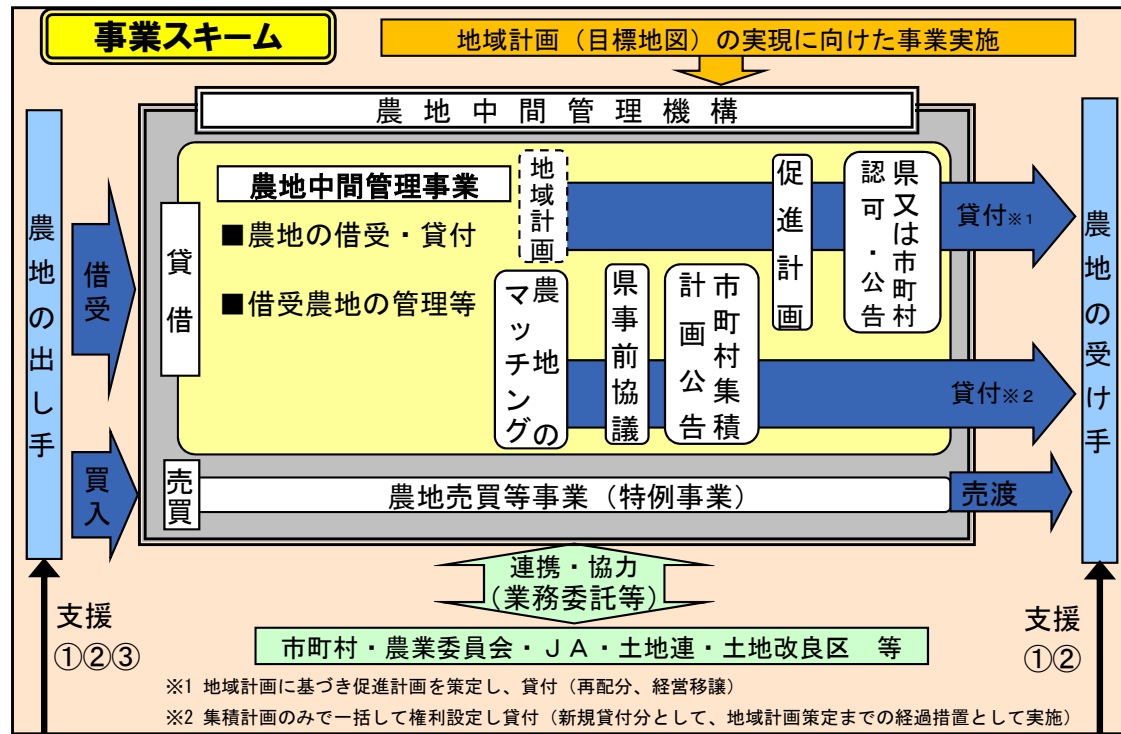 事業スキーム
地域計画（目標地図）の実現に向けた事業実施
農地中間管理機構
農地の出し手
借受
買入
貸借
売買
農地中間管理事業
■農地の借受・貸付
■借受農地の管理等
地域計画
促進計画
県又は市町村
認可・公告
貸付※1
農地の
マッチング
県事前協議
市町村集積
計画公告
貸付※2
農地売買等事業（特例事業）
売渡
農地の受け手
連携・協力
(業務委託等)
市町村・農業委員会・ＪＡ・土地連・土地改良区　等
支援
①②③
支援
①②
※1 地域計画に基づき促進計画を策定し、貸付（再配分、経営移譲）
※2 集積計画のみで一括して権利設定し貸付（新規貸付分として、地域計画策定までの経過措置として実施）